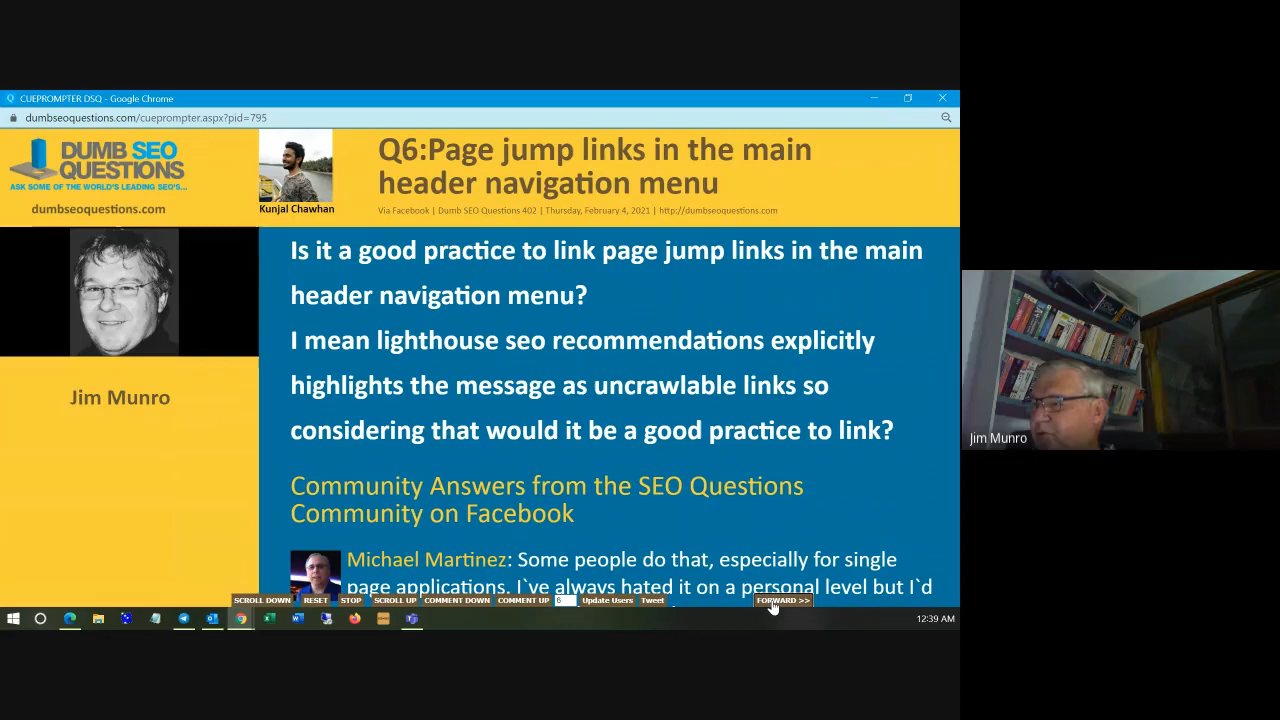 CUEPROMPTER DSQ - Google Chrome
dumbseoquestions.com/cueprompter.aspx?pid=795
DUMB SEO
QUESTIONS
ASK SOME OF THE WORLD'S LEADING SEO'S...
dumbseoquestions.com
Kunjal Chawhan
Q6:Page jump links in the main
header navigation menu
Via Facebook | Dumb SEO Questions 402 | Thursday, February 4, 2021 | http://dumbseoquestions.com
Jim Munro
Is it a good practice to link page jump links in the main
header navigation menu?
I mean lighthouse seo recommendations explicitly
highlights the message as uncrawlable links so
considering that would it be a good practice to link?
Community Answers from the SEO Questions
Community on Facebook
Michael Martinez: Some people do that, especially for single
page applications. I`ve always hated it on a personal level but I`d
SCROLL DOWN RESET STOP SCROLL UP COMMENT DOWN COMMENT UP 6 Update Users Tweet FORWARD >>
12:39 AM
Jim Munro